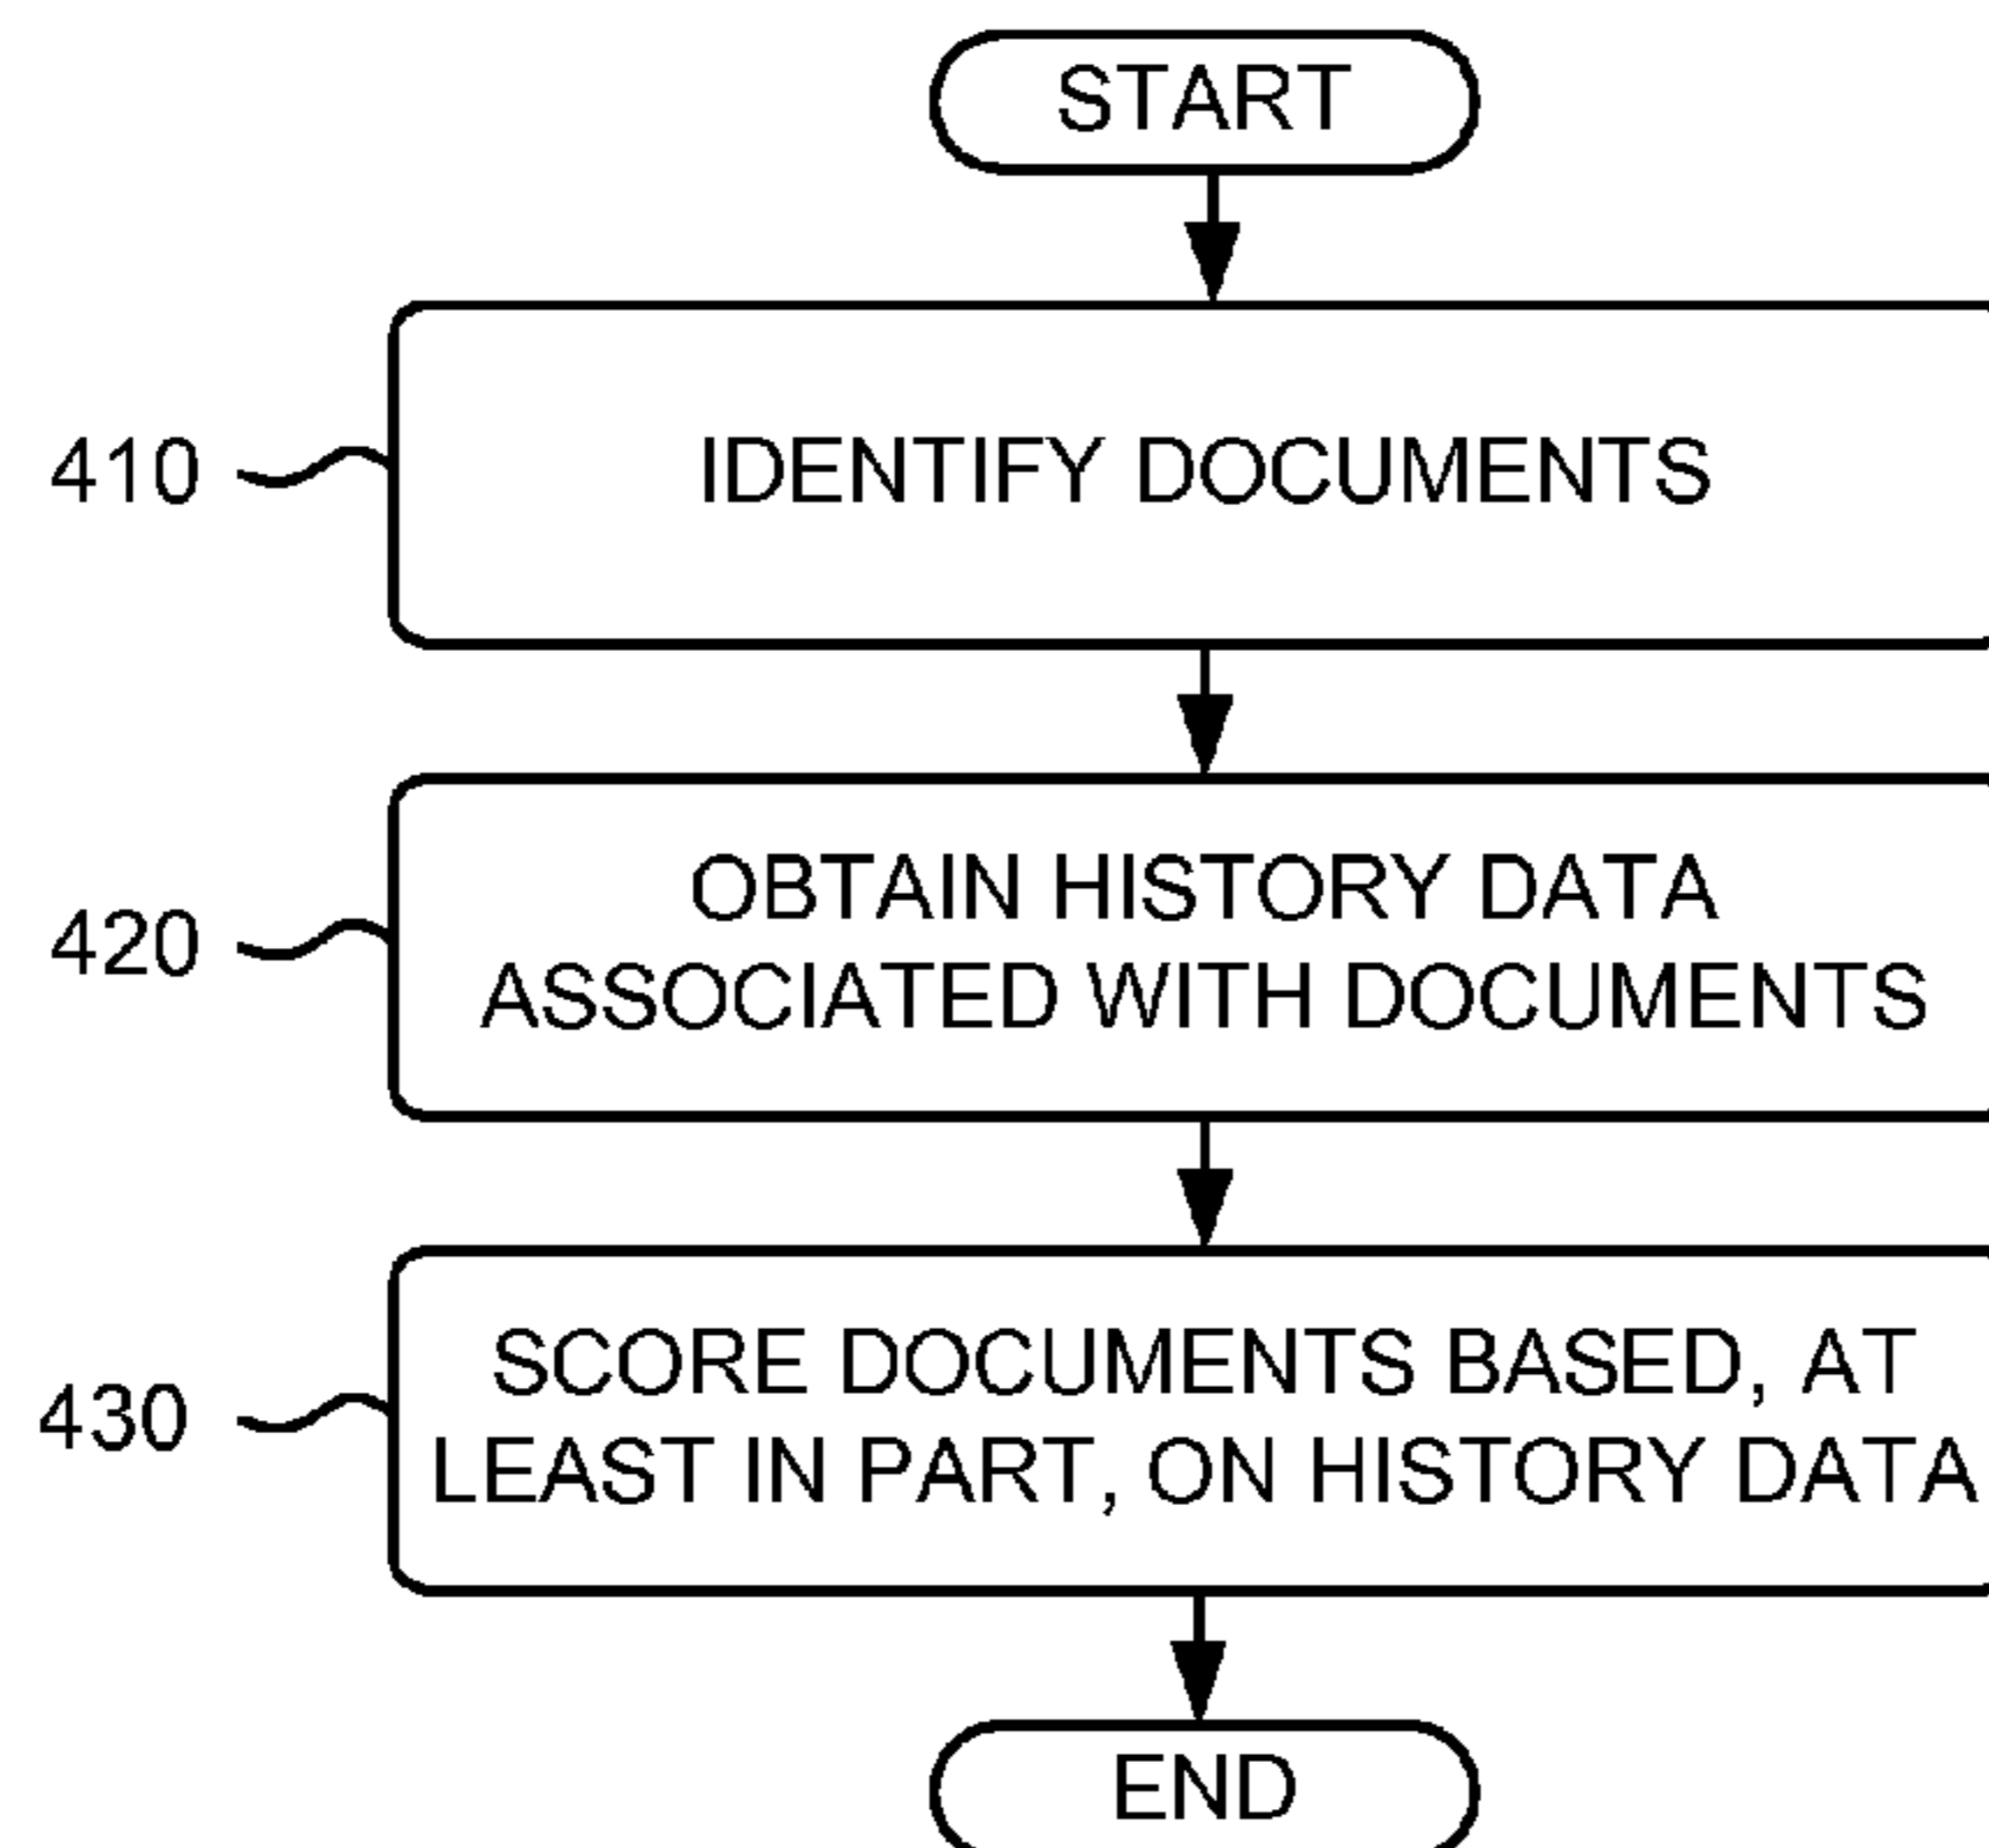 START
410
IDENTIFY DOCUMENTS
420
OBTAIN HISTORY DATA
ASSOCIATED WITH DOCUMENTS
430
SCORE DOCUMENTS BASED, AT
LEAST IN PART, ON HISTORY DATA
END